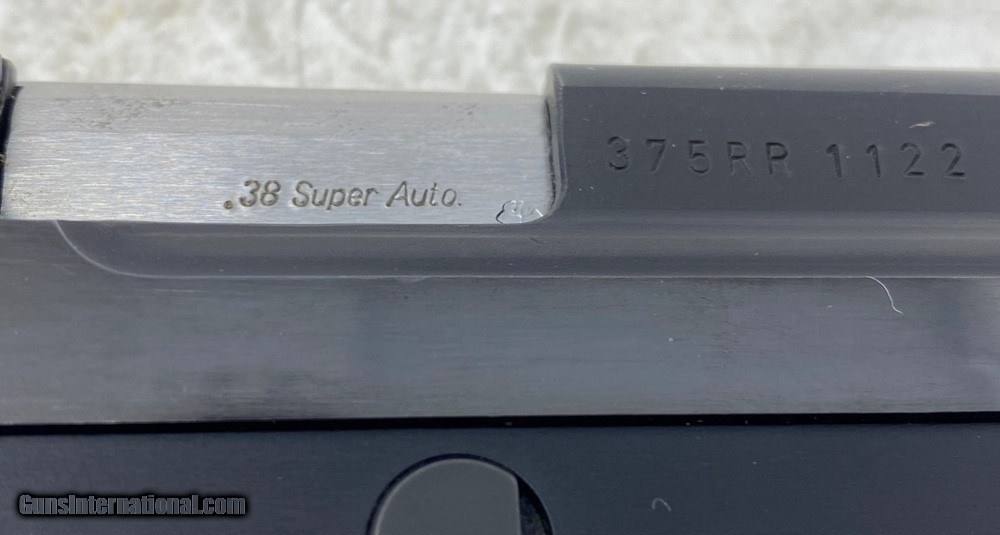 375RR 1122
.38 Super Auto.
GunsInternational.com